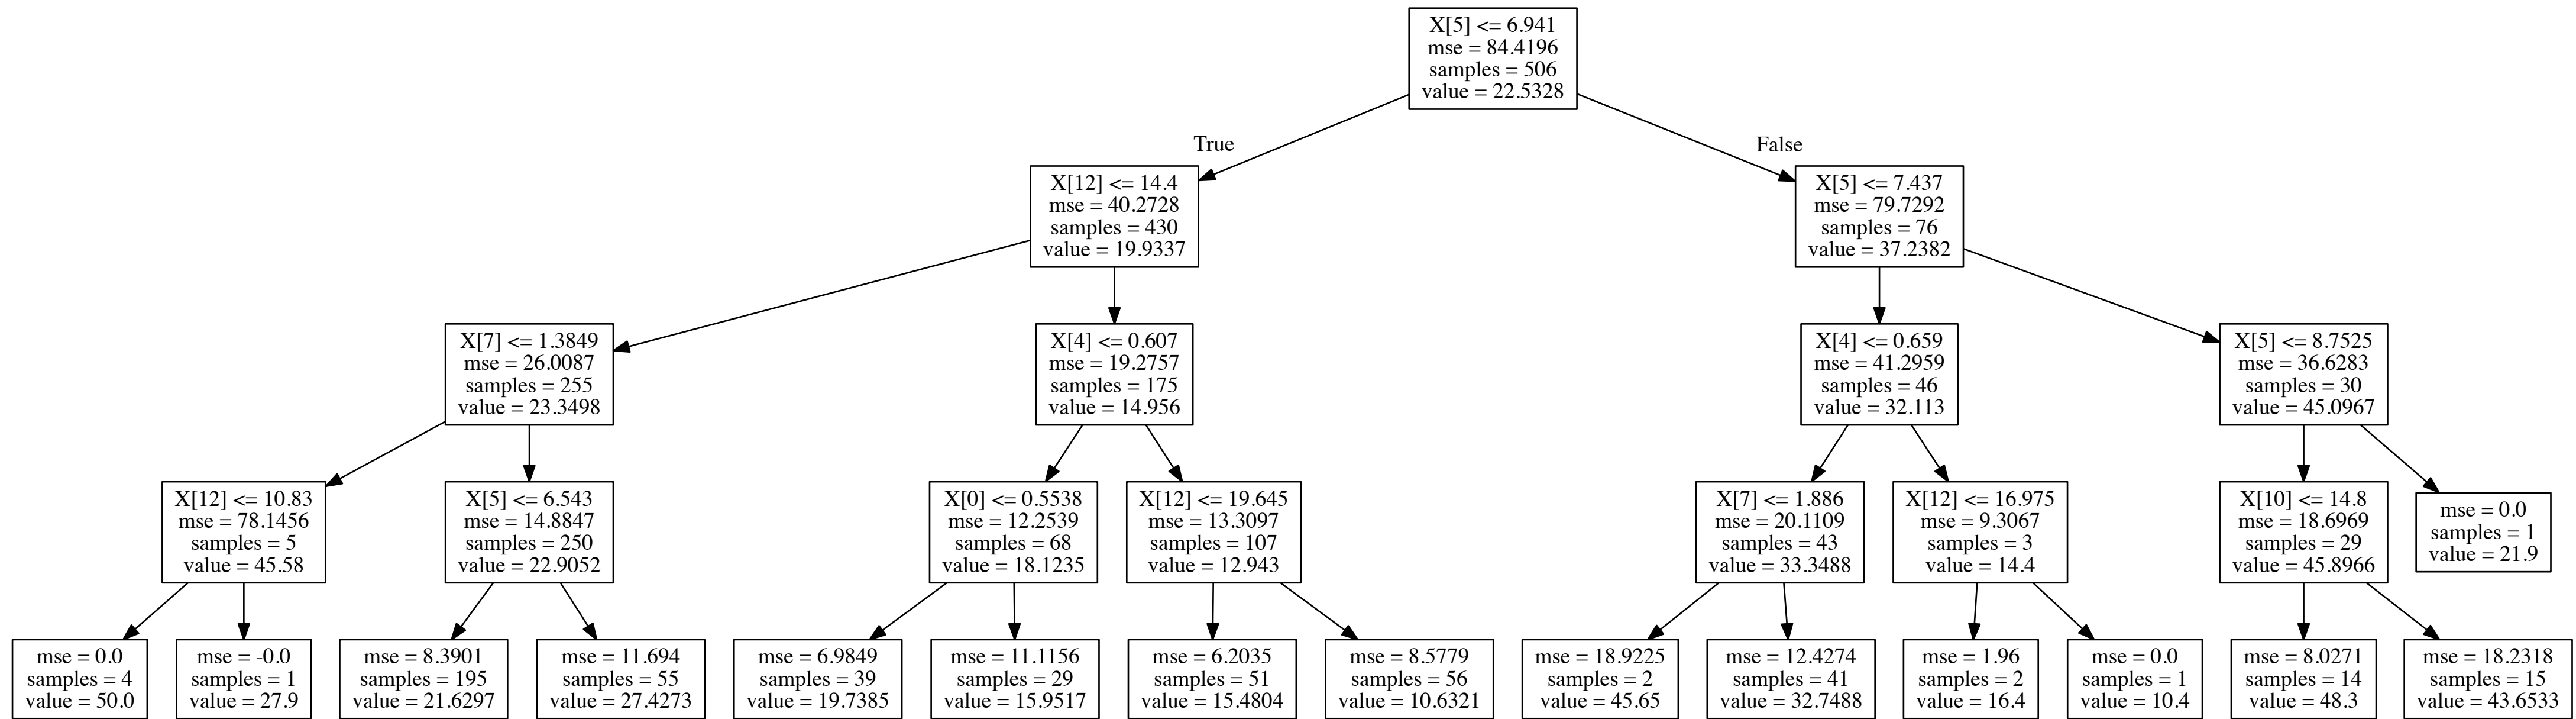 X[5] <= 6.941
mse = 84.4196
samples = 506
value = 22.5328
True
False
X[12] <= 14.4
mse = 40.2728
samples = 430
value = 19.9337
X[5] <= 7.437
mse = 79.7292
samples = 76
value = 37.2382
X[7] <= 1.3849
mse = 26.0087
samples = 255
value = 23.3498
X[4] <= 0.607
mse = 19.2757
samples = 175
value = 14.956
X[4] <= 0.659
mse = 41.2959
samples = 46
value = 32.113
X[5] <= 8.7525
mse = 36.6283
samples = 30
value = 45.0967
X[12] <= 10.83
mse = 78.1456
samples = 5
value = 45.58
X[5] <= 6.543
mse = 14.8847
samples = 250
value = 22.9052
X[0] <= 0.5538
mse = 12.2539
samples = 68
value = 18.1235
X[12] <= 19.645
mse = 13.3097
samples = 107
value = 12.943
X[7] <= 1.886
mse = 20.1109
samples = 43
value = 33.3488
X[12] <= 16.975
mse = 9.3067
samples = 3
value = 14.4
X[10] <= 14.8
mse = 18.6969
samples = 29
value = 45.8966
mse = 0.0
samples = 1
value = 21.9
mse = 0.0
samples = 4
value = 50.0
mse = -0.0
samples = 1
value = 27.9
mse = 8.3901
samples = 195
value = 21.6297
mse = 11.694
samples = 55
value = 27.4273
mse = 6.9849
samples = 39
value = 19.7385
mse = 11.1156
samples = 29
value = 15.9517
mse = 6.2035
samples = 51
value = 15.4804
mse = 8.5779
samples = 56
value = 10.6321
mse = 18.9225
samples = 2
value = 45.65
mse = 12.4274
samples = 41
value = 32.7488
mse = 1.96
samples = 2
value = 16.4
mse = 0.0
samples = 1
value = 10.4
mse = 8.0271
samples = 14
value = 48.3
mse = 18.2318
samples = 15
value = 43.6533